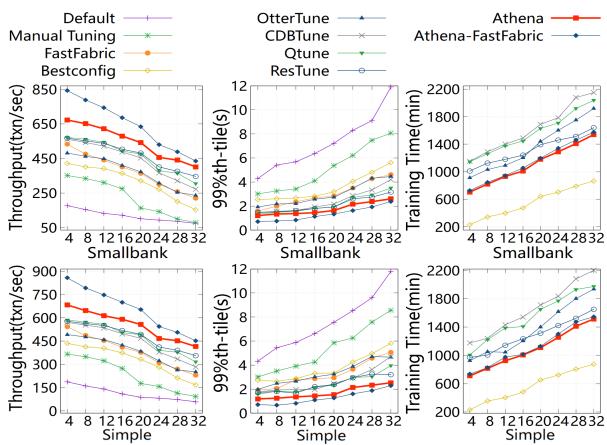 Default
Manual Tuning
FastFabric
Bestconfig
OtterTune
CDBTune
Qtune
ResTune
Athena
Athena-FastFabric
Throughput(txn/sec)
850
650
450
250
50
4 8 12 16 20 24 28 32
Smallbank
99%th-tile(s)
12
10
8
6
4
2
0
4 8 12 16 20 24 28 32
Smallbank
Training Time(min)
2200
1800
1400
1000
600
200
4 8 12 16 20 24 28 32
Smallbank
Throughput(txn/sec)
900
750
600
450
300
150
0
4 8 12 16 20 24 28 32
Simple
99%th-tile(s)
12
10
8
6
4
2
0
4 8 12 16 20 24 28 32
Simple
Training Time(min)
2200
1800
1400
1000
600
200
4 8 12 16 20 24 28 32
Simple